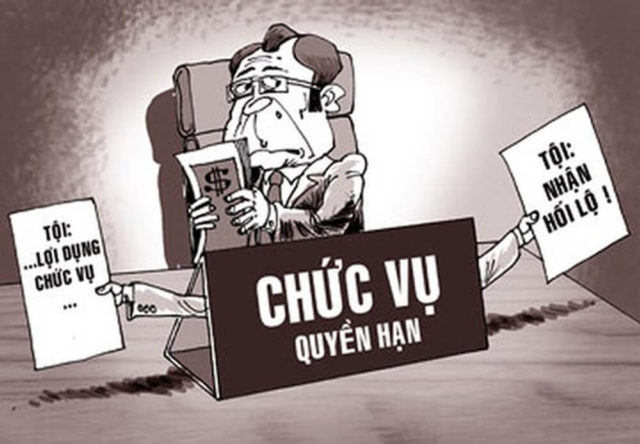 TỘI:
...LỢI DỤNG
CHỨC VỤ
...
$
CHỨC VỤ
QUYỀN HẠN
TỘI:
NHẬN
HỐI LỘ !